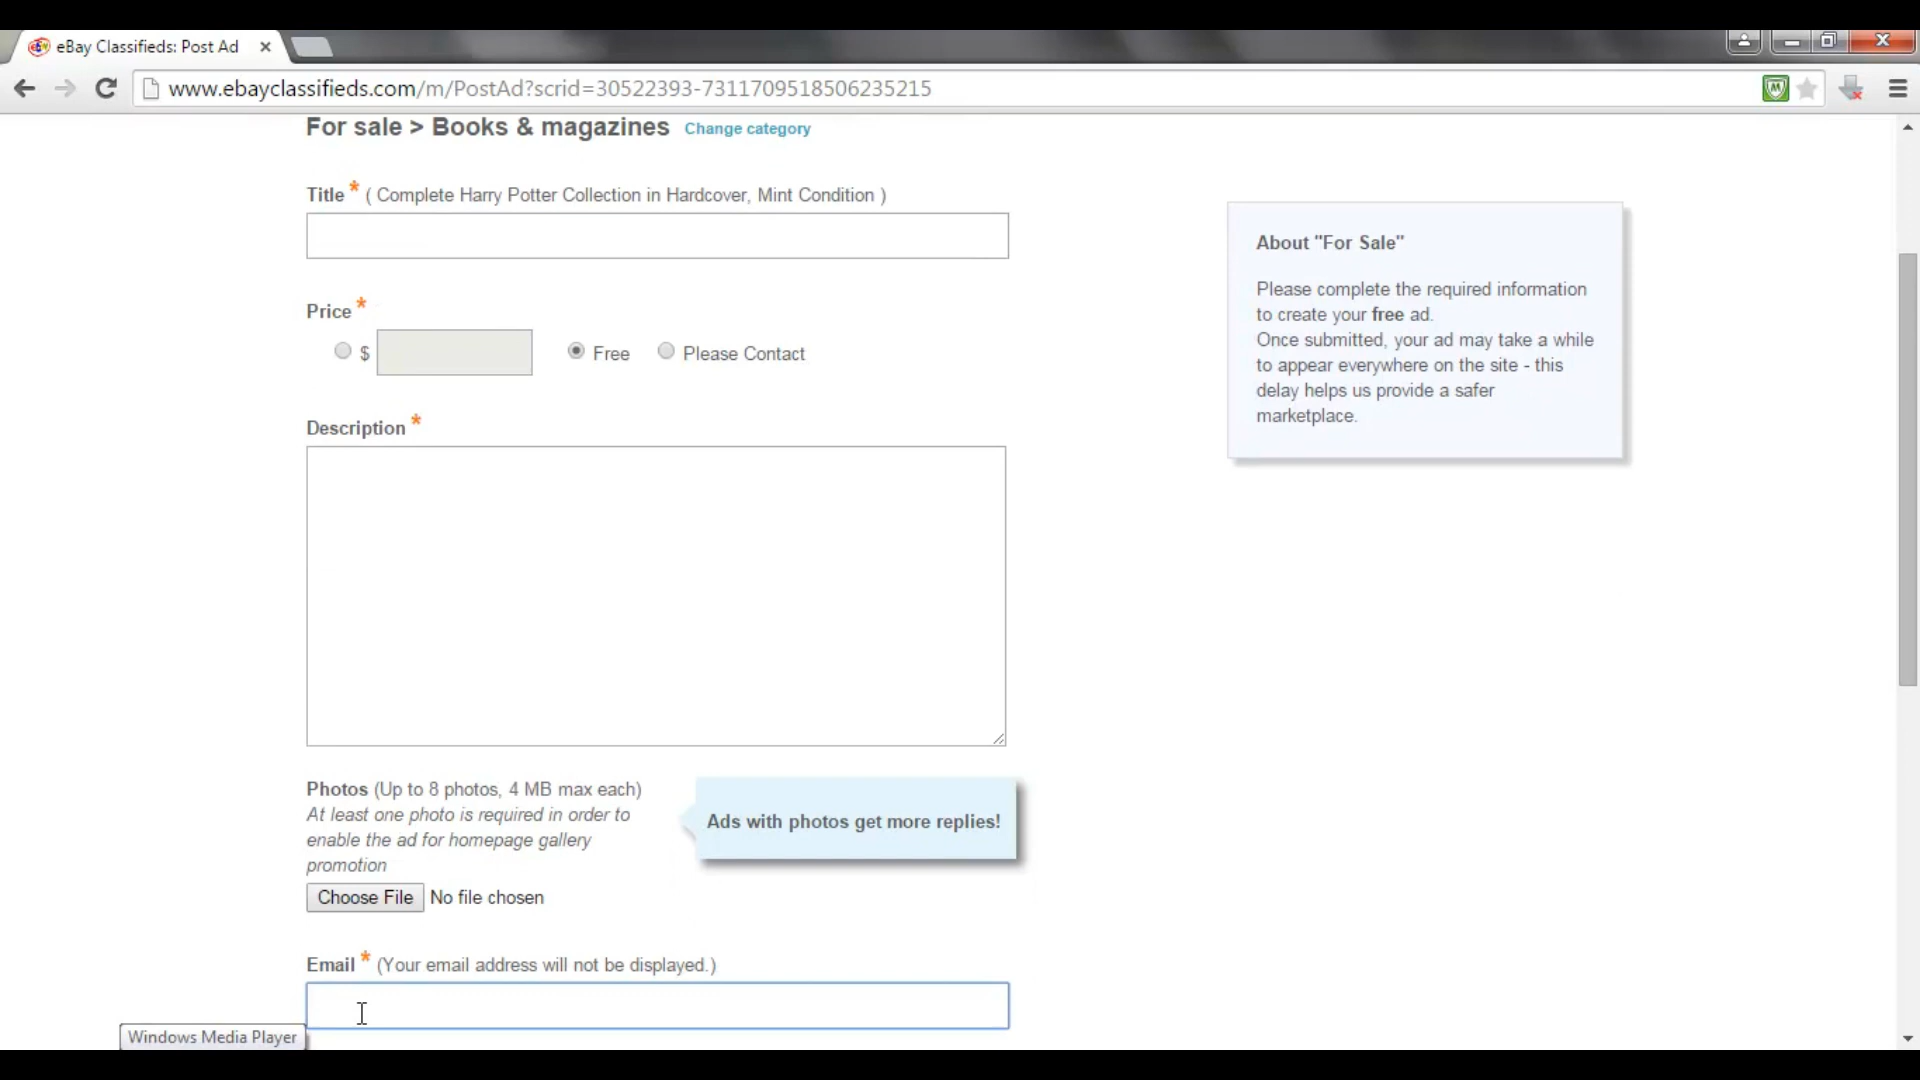 eBay Classifieds: Post Ad
www.ebayclassifieds.com/m/PostAd?scrid=30522393-7311709518506235215
For sale > Books & magazines Change category
Title * ( Complete Harry Potter Collection in Hardcover, Mint Condition )
Price *
$ Free Please Contact
Description *
Photos (Up to 8 photos, 4 MB max each)
At least one photo is required in order to
enable the ad for homepage gallery
promotion
Ads with photos get more replies!
Choose File No file chosen
Email * (Your email address will not be displayed.)
Windows Media Player
About "For Sale"
Please complete the required information
to create your free ad.
Once submitted, your ad may take a while
to appear everywhere on the site - this
delay helps us provide a safer
marketplace.